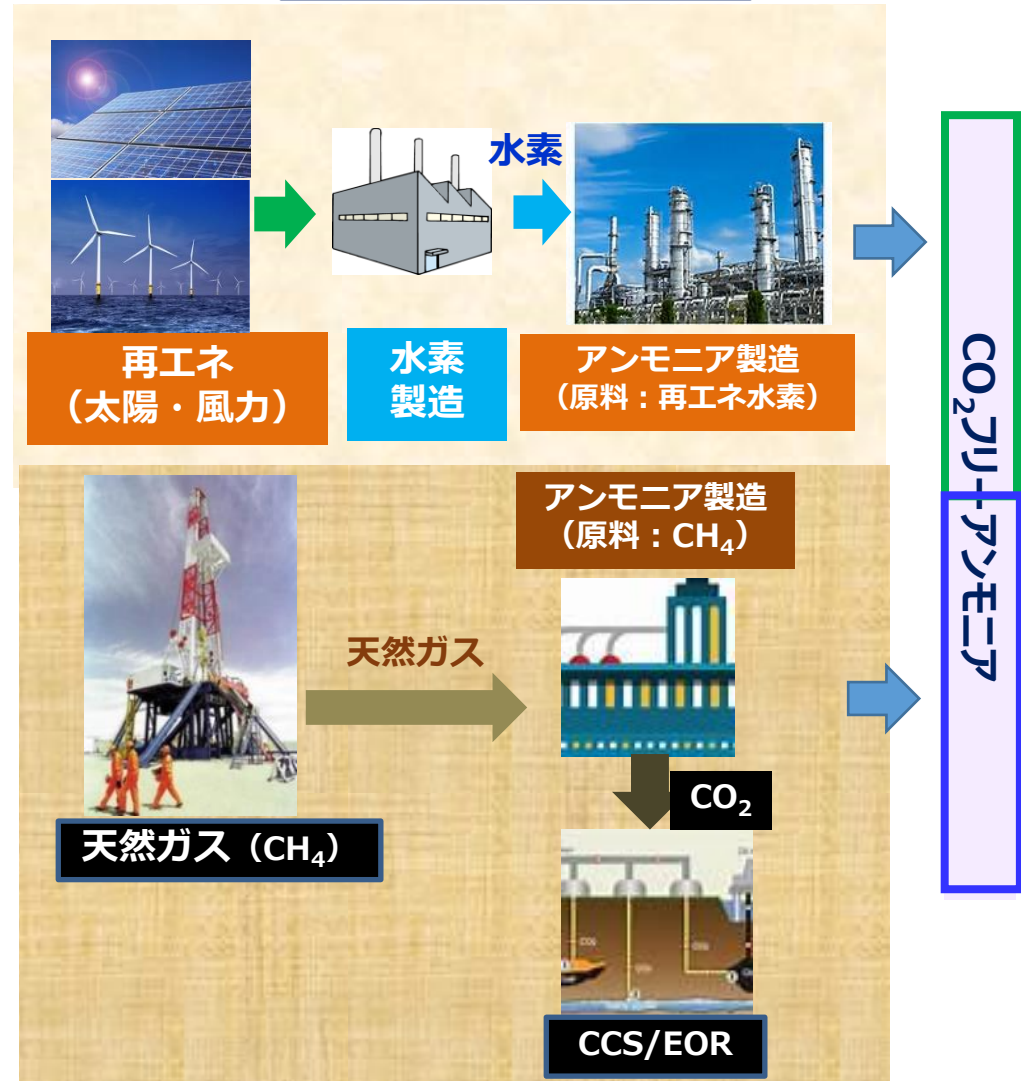 水素
再エネ
（太陽・風力）
水素
製造
アンモニア製造
（原料：再エネ水素）
アンモニア製造
（原料：CH₄）
天然ガス
CO₂
天然ガス（CH₄）
CCS/EOR
CO₂フリーアンモニア